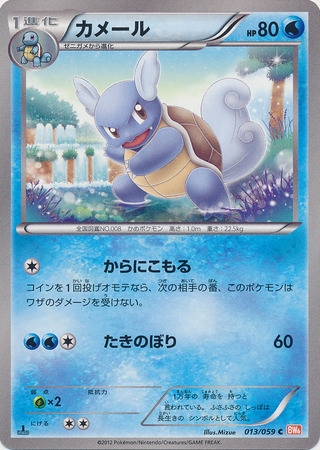 1進化
カメール
HP80
ゼニガメから進化
全国図鑑NO.008 かめポケモン 高さ:1.0m 重さ:22.5kg
からにこもる
コインを1回投げオモテなら、次の相手の番、このポケモンは
ワザのダメージを受けない。
たきのぼり 60
弱点 抵抗力
×2
にげる
1万年の 寿命を 持つと
言われている。ふさふさの しっぽは
長生きの シンボルとして人気。
1 Illus.Mizue 013/059 C BW6
©2012 Pokémon/Nintendo/Creatures/GAME FREAK.